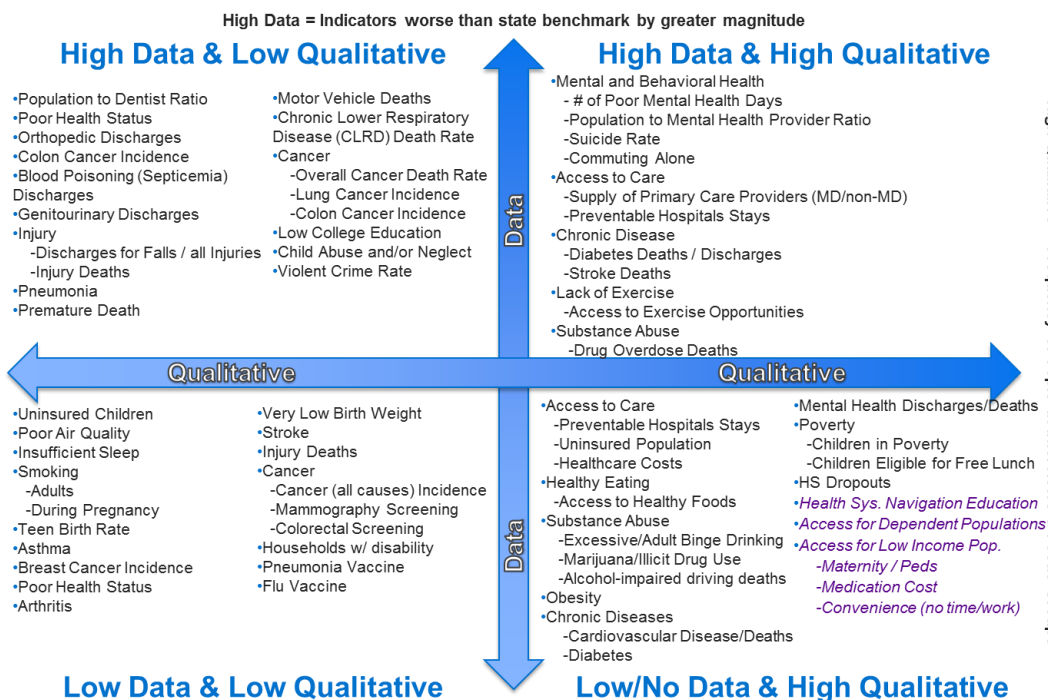 High Data = Indicators worse than state benchmark by greater magnitude
High Data & Low Qualitative
•Population to Dentist Ratio
•Poor Health Status
•Orthopedic Discharges
•Colon Cancer Incidence
•Blood Poisoning (Septicemia)
Discharges
•Genitourinary Discharges
•Injury
-Discharges for Falls / all Injuries
-Injury Deaths
•Pneumonia
•Premature Death
•Motor Vehicle Deaths
•Chronic Lower Respiratory
Disease (CLRD) Death Rate
•Cancer
-Overall Cancer Death Rate
-Lung Cancer Incidence
-Colon Cancer Incidence
•Low College Education
•Child Abuse and/or Neglect
•Violent Crime Rate
Data
High Data & High Qualitative
•Mental and Behavioral Health
- # of Poor Mental Health Days
-Population to Mental Health Provider Ratio
-Suicide Rate
-Commuting Alone
•Access to Care
-Supply of Primary Care Providers (MD/non-MD)
-Preventable Hospitals Stays
•Chronic Disease
-Diabetes Deaths / Discharges
-Stroke Deaths
•Lack of Exercise
-Access to Exercise Opportunities
•Substance Abuse
-Drug Overdose Deaths
Qualitative
Qualitative
•Uninsured Children
•Poor Air Quality
•Insufficient Sleep
•Smoking
-Adults
-During Pregnancy
•Teen Birth Rate
•Asthma
•Breast Cancer Incidence
•Poor Health Status
•Arthritis
•Very Low Birth Weight
•Stroke
•Injury Deaths
•Cancer
-Cancer (all causes) Incidence
-Mammography Screening
-Colorectal Screening
•Households w/ disability
•Pneumonia Vaccine
•Flu Vaccine
Low Data & Low Qualitative
Data
•Access to Care
-Preventable Hospitals Stays
-Uninsured Population
-Healthcare Costs
•Healthy Eating
-Access to Healthy Foods
•Substance Abuse
-Excessive/Adult Binge Drinking
-Marijuana/Illicit Drug Use
-Alcohol-impaired driving deaths
•Obesity
•Chronic Diseases
-Cardiovascular Disease/Deaths
-Diabetes
•Mental Health Discharges/Deaths
•Poverty
-Children in Poverty
-Children Eligible for Free Lunch
•HS Dropouts
•Health Sys. Navigation Education
•Access for Dependent Populations
•Access for Low Income Pop.
-Maternity / Peds
-Medication Cost
-Convenience (no time/work)
Low/No Data & High Qualitative